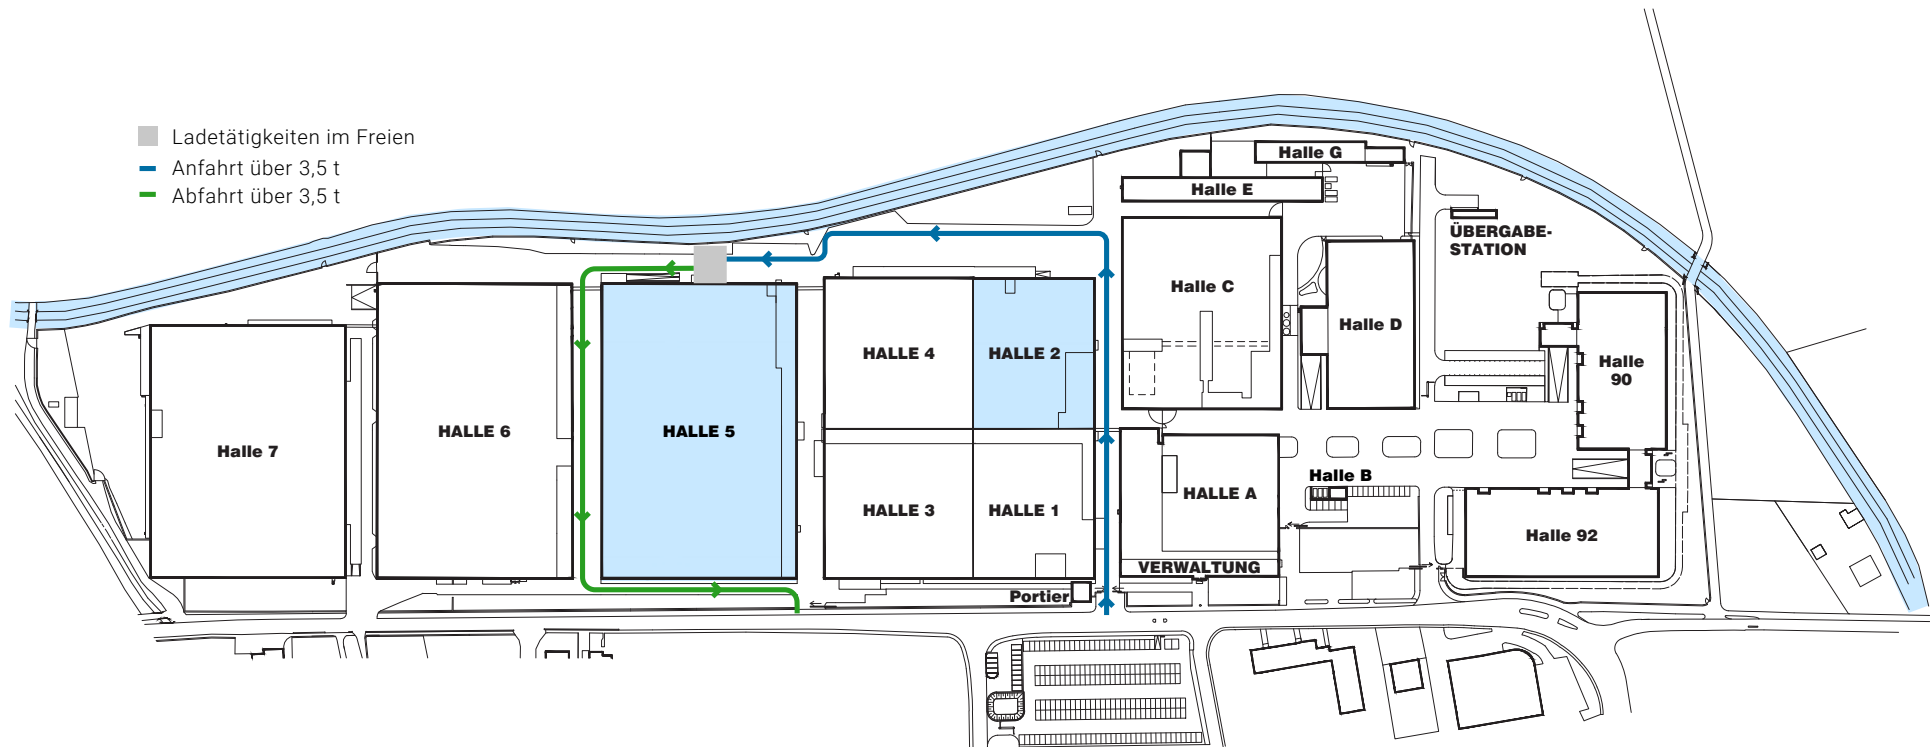 Ladetätigkeiten im Freien
Anfahrt über 3,5 t
Abfahrt über 3,5 t
Halle G
Halle E
ÜBERGABE-
STATION
Halle C
Halle D
HALLE 4
HALLE 2
Halle
90
Halle 7
HALLE 6
HALLE 5
Halle B
HALLE A
HALLE 3
HALLE 1
Halle 92
VERWALTUNG
Portier